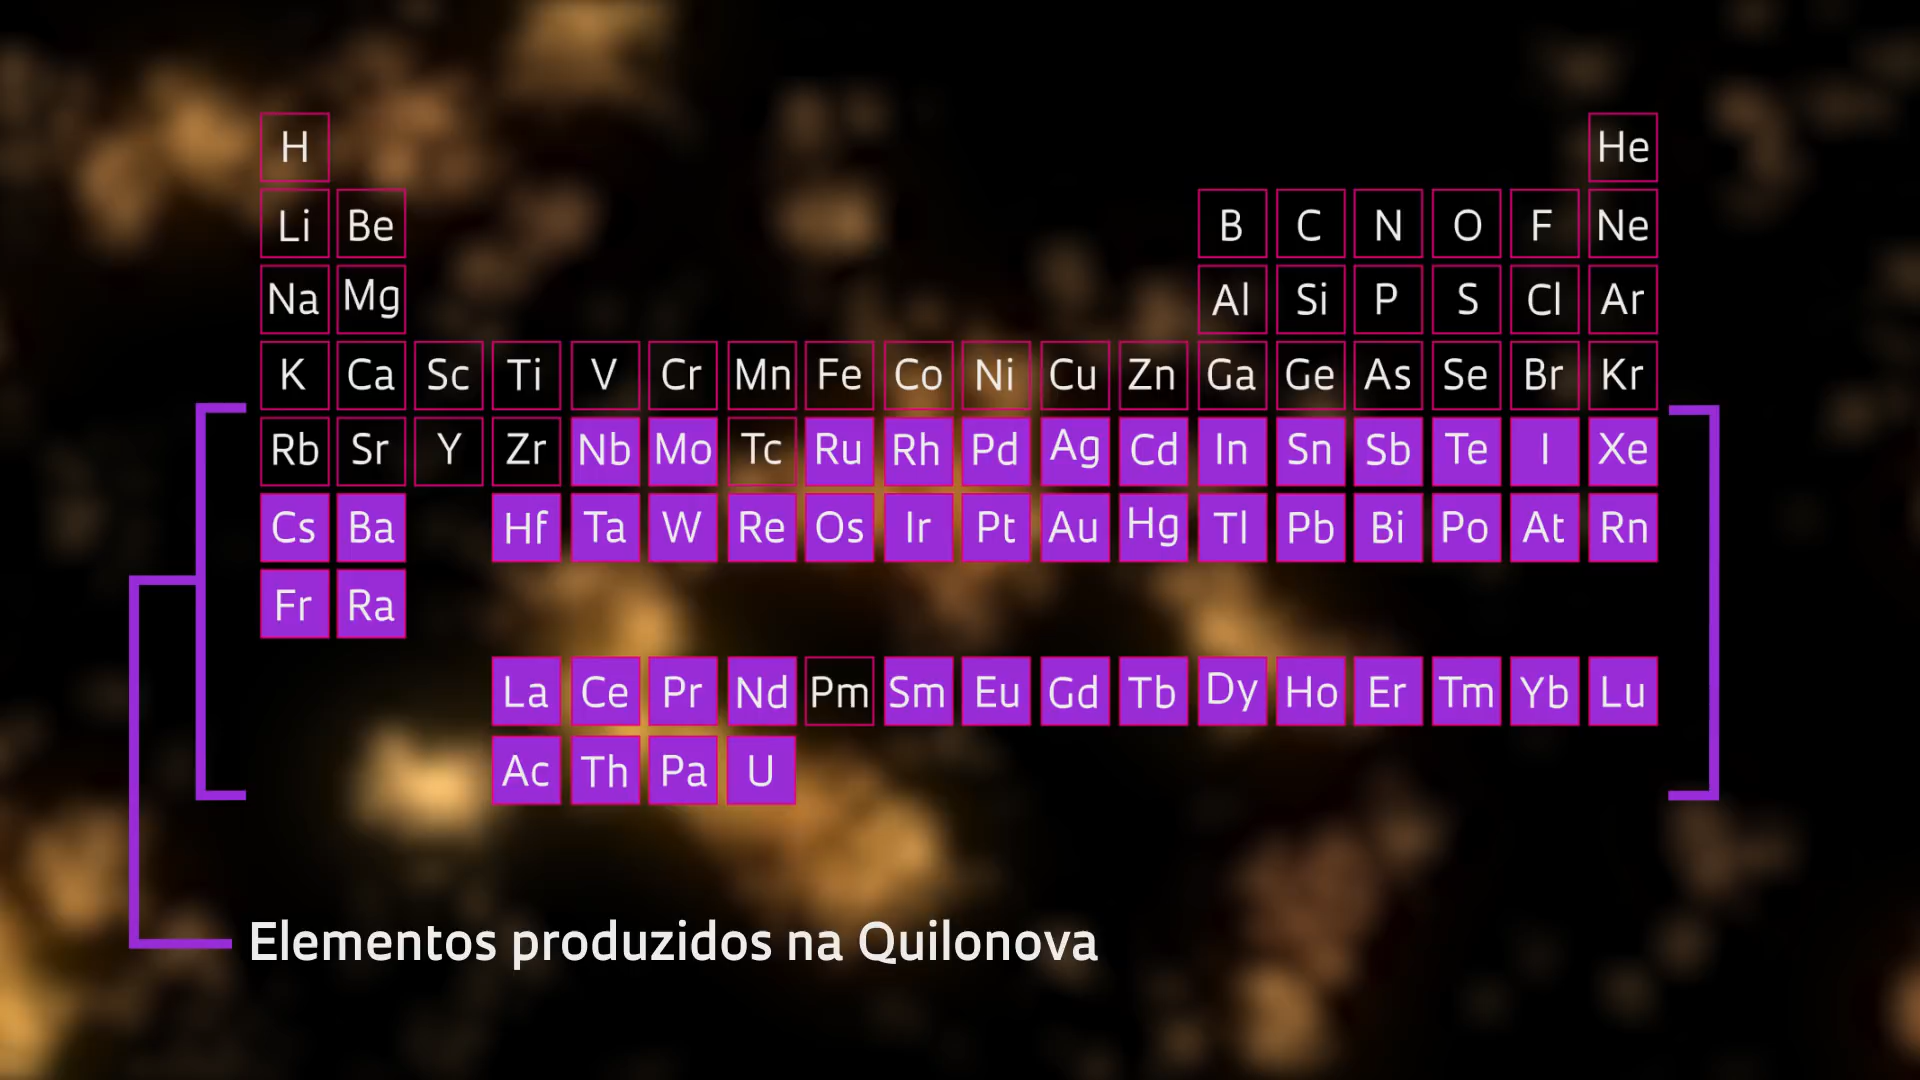 H He
Li Be B C N O F Ne
Na Mg Al Si P S Cl Ar
K Ca Sc Ti V Cr Mn Fe Co Ni Cu Zn Ga Ge As Se Br Kr
Rb Sr Y Zr Nb Mo Tc Ru Rh Pd Ag Cd In Sn Sb Te I Xe
Cs Ba Hf Ta W Re Os Ir Pt Au Hg Tl Pb Bi Po At Rn
Fr Ra
La Ce Pr Nd Pm Sm Eu Gd Tb Dy Ho Er Tm Yb Lu
Ac Th Pa U
Elementos produzidos na Quilonova